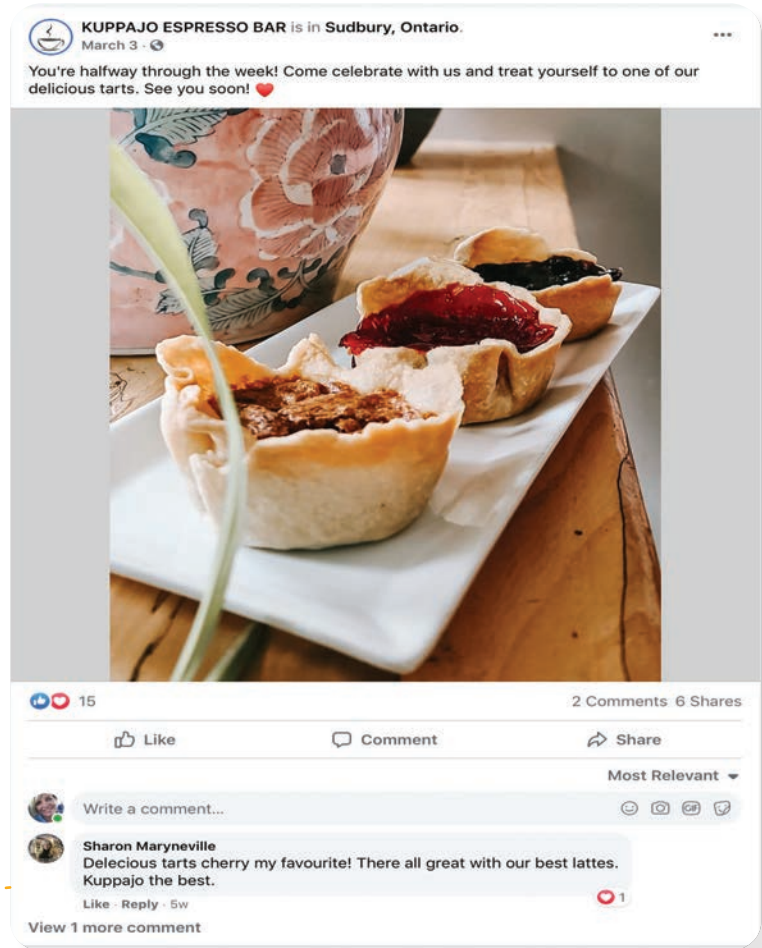 KUPPAJO ESPRESSO BAR is in Sudbury, Ontario.
March 3 ·
You're halfway through the week! Come celebrate with us and treat yourself to one of our
delicious tarts. See you soon! ❤️
15
2 Comments 6 Shares
Like Comment Share
Most Relevant
Write a comment...
GIF
Sharon Maryneville
Delecious tarts cherry my favourite! There all great with our best lattes.
Kuppajo the best.
1
Like · Reply · 5w
View 1 more comment